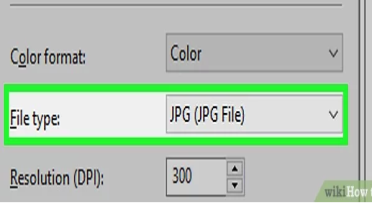 Color format: Color
File type: JPG (JPG File)
Resolution (DPI): 300
wikiHow